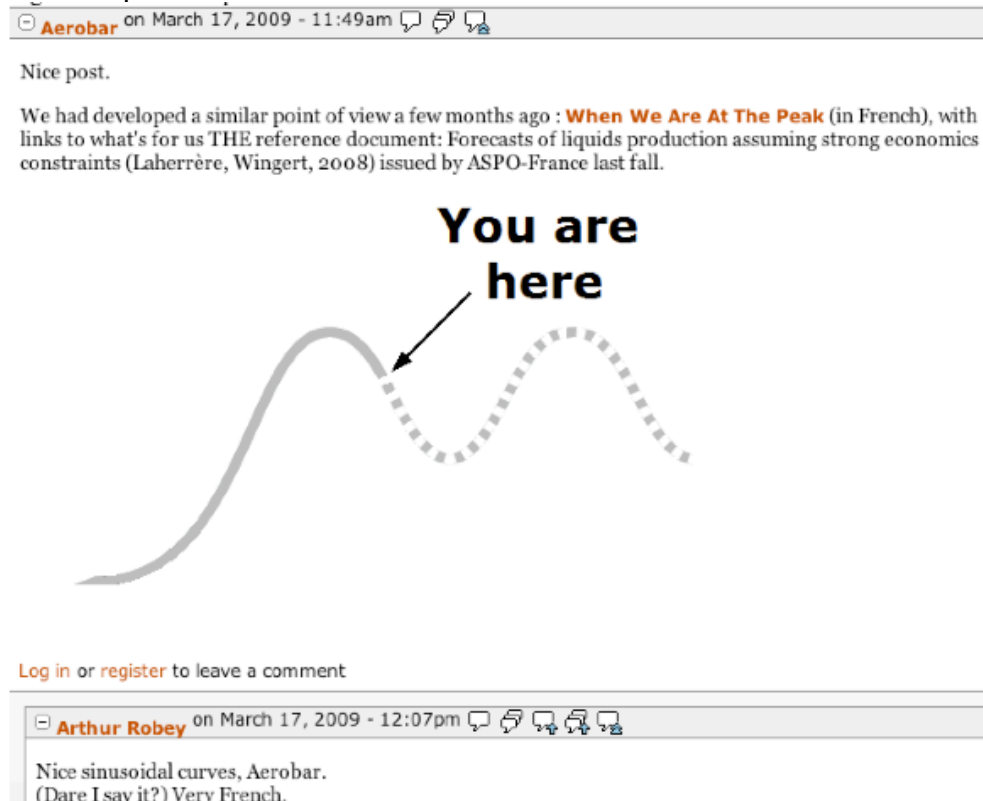 Aerobar on March 17, 2009 - 11:49am
Nice post.
We had developed a similar point of view a few months ago : When We Are At The Peak (in French), with
links to what's for us THE reference document: Forecasts of liquids production assuming strong economics
constraints (Laherrère, Wingert, 2008) issued by ASPO-France last fall.
You are
here
Log in or register to leave a comment
Arthur Robey on March 17, 2009 - 12:07pm
Nice sinusoidal curves, Aerobar.
(Dare I say it?) Very French.